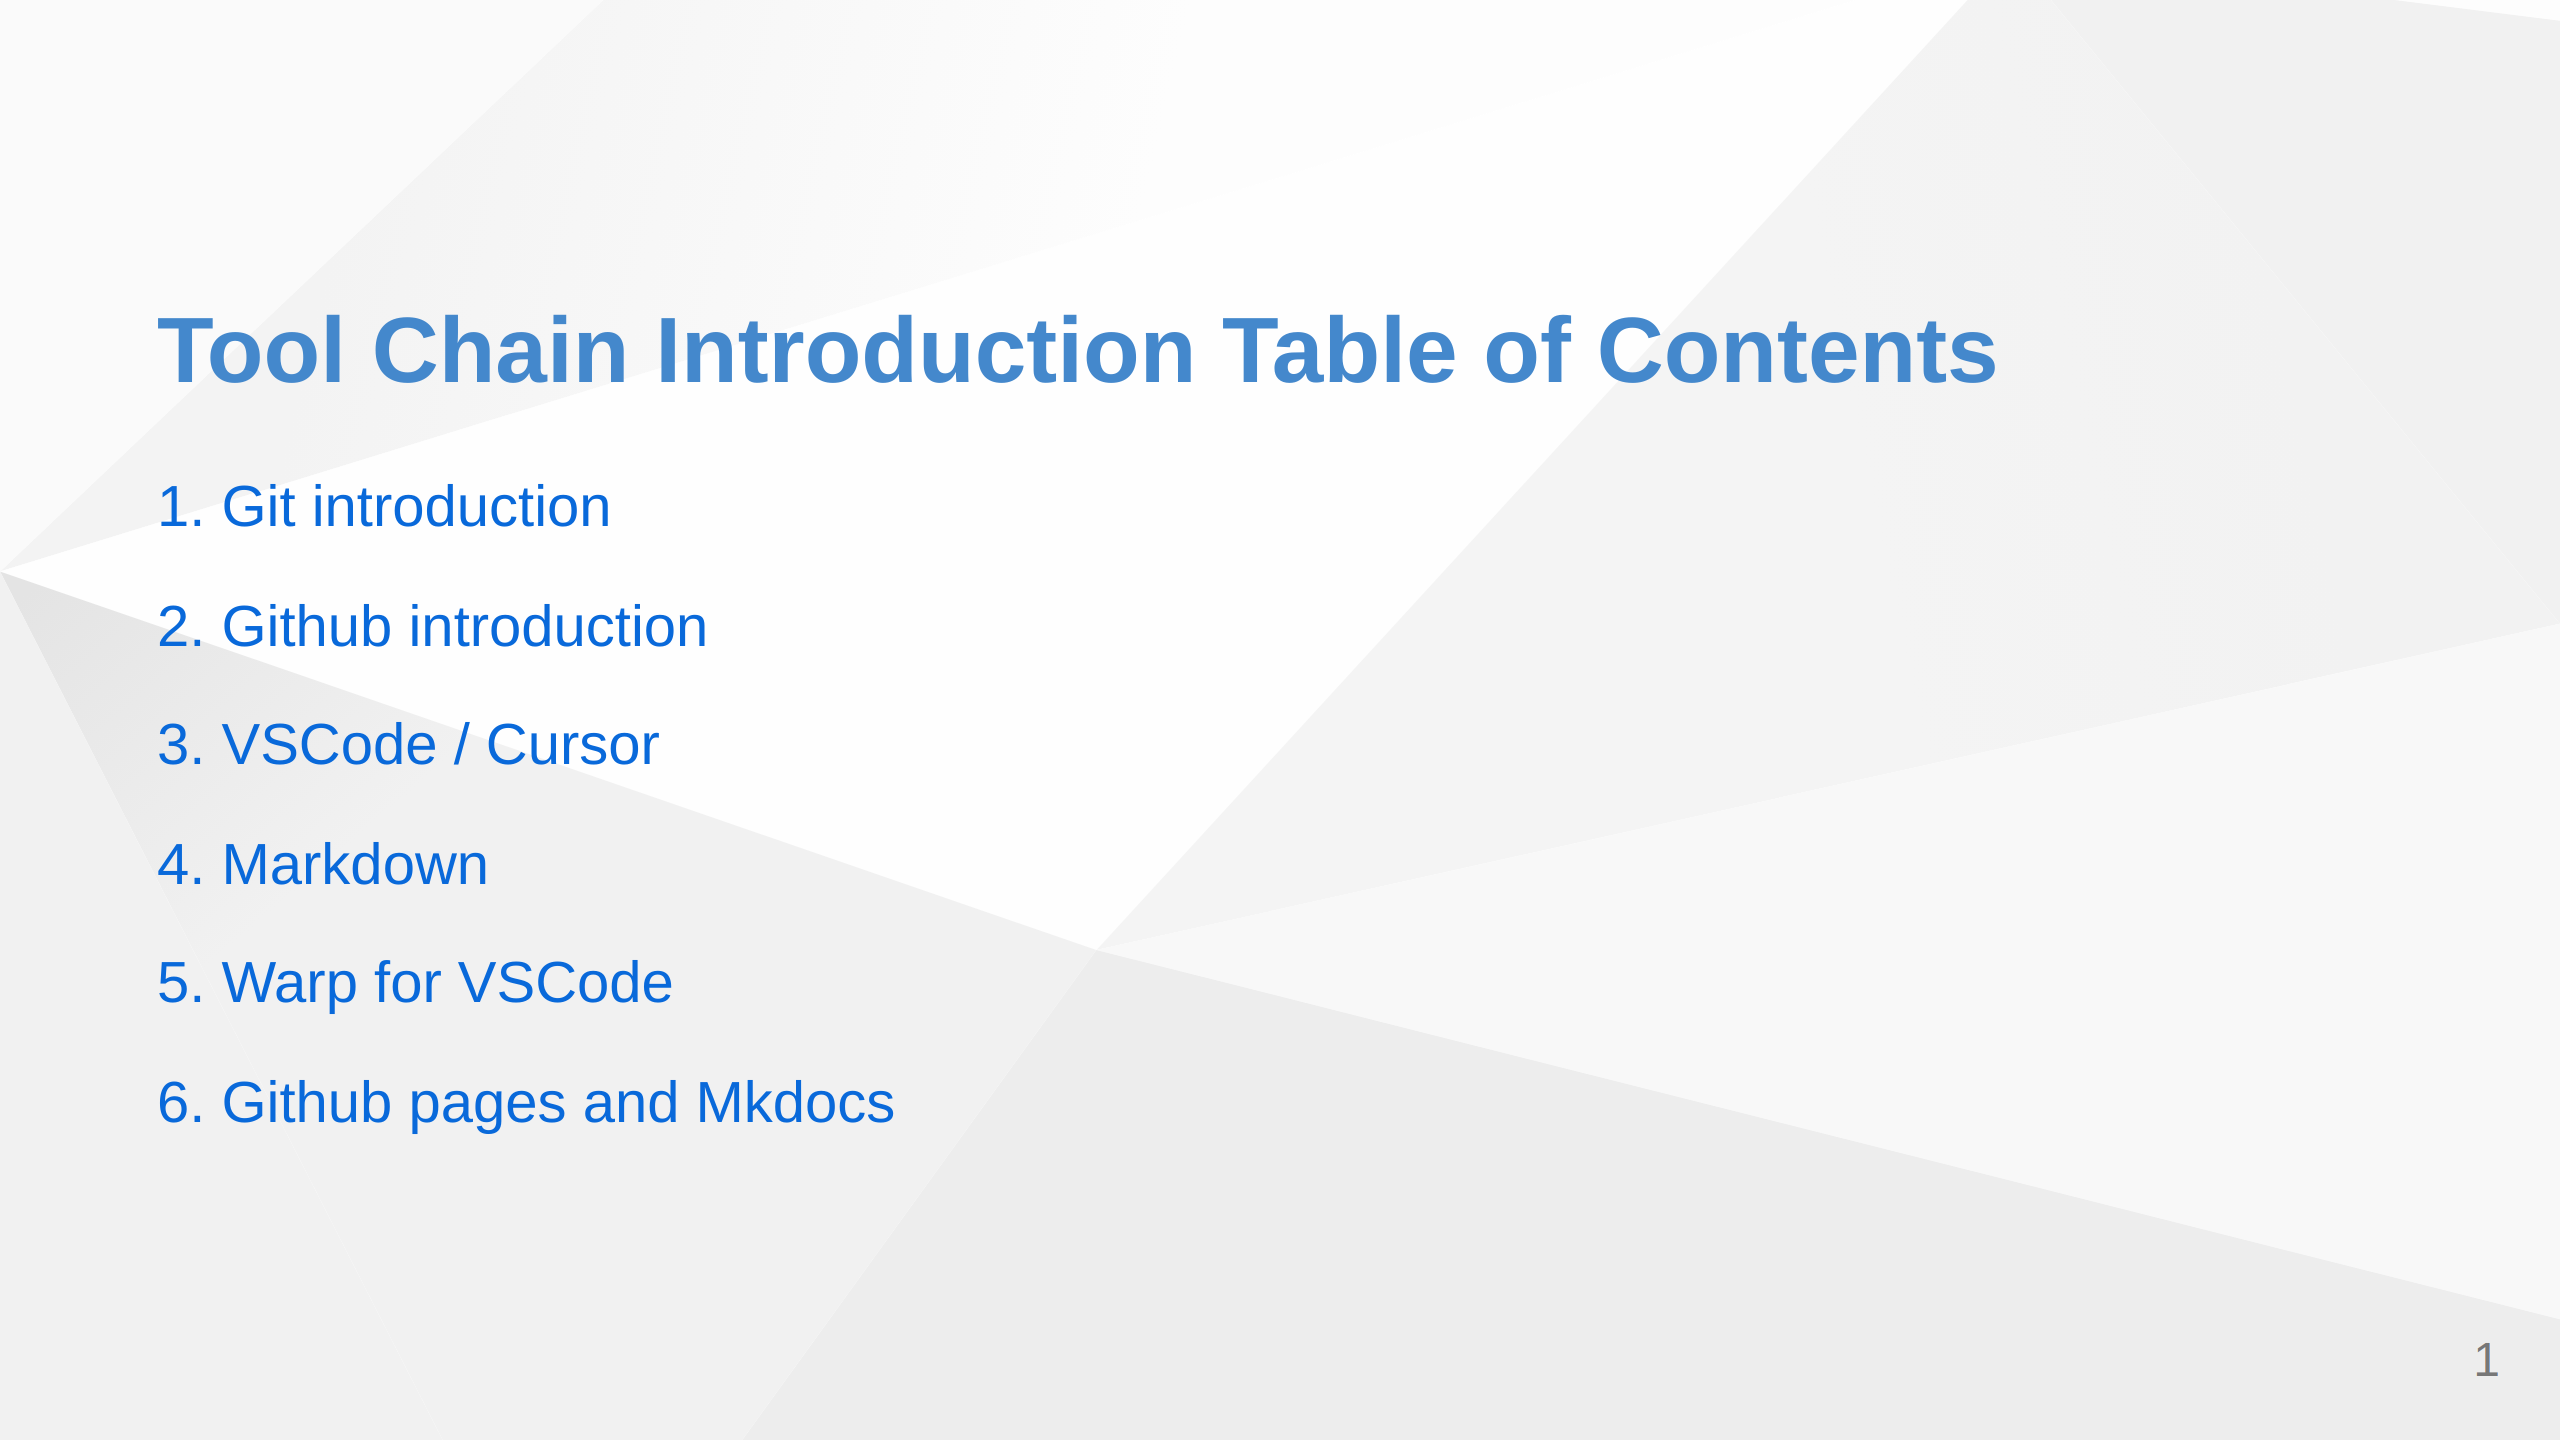 Tool Chain Introduction Table of Contents
1. Git introduction
2. Github introduction
3. VSCode / Cursor
4. Markdown
5. Warp for VSCode
6. Github pages and Mkdocs
1